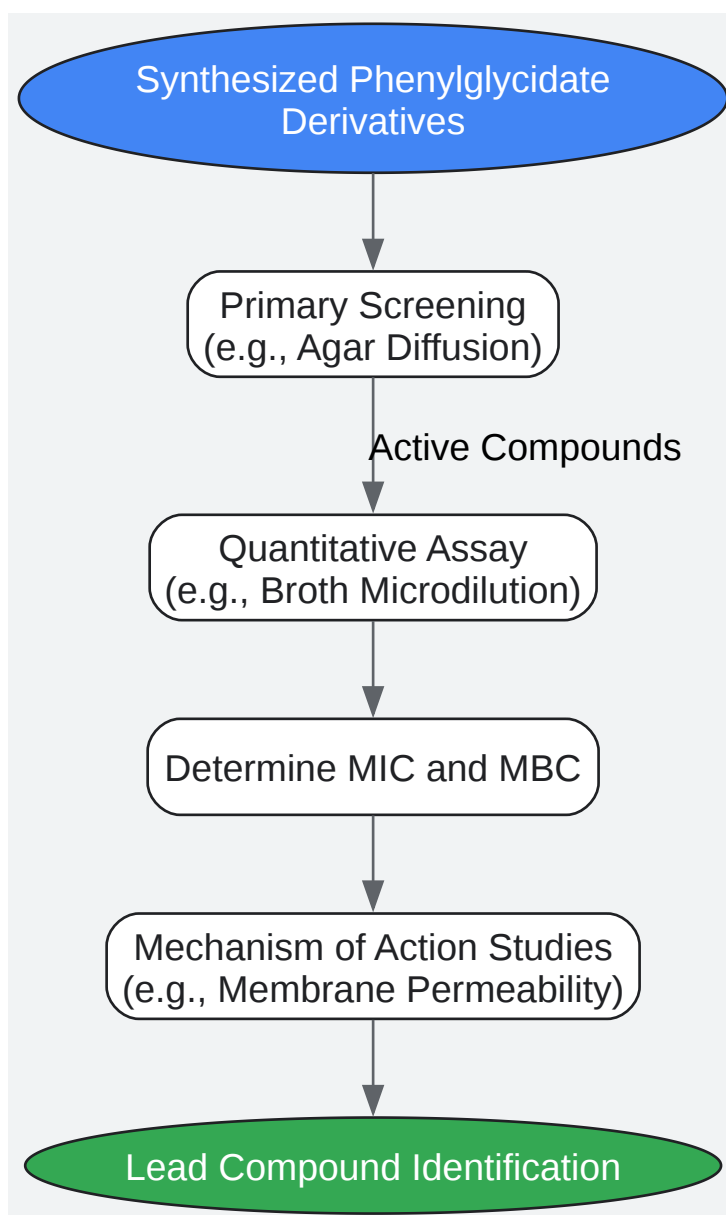 Synthesized Phenylglycidate
Derivatives
Primary Screening
(e.g., Agar Diffusion)
Active Compounds
Quantitative Assay
(e.g., Broth Microdilution)
Determine MIC and MBC
Mechanism of Action Studies
(e.g., Membrane Permeability)
Lead Compound Identification